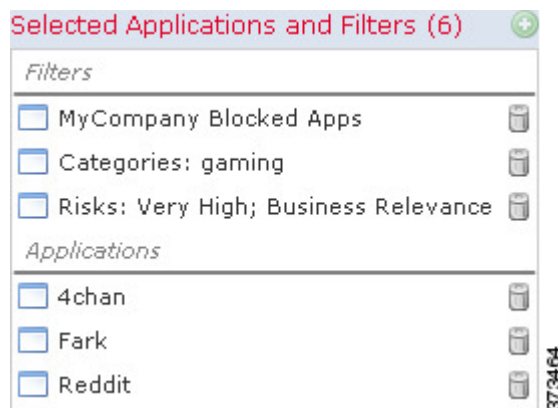 Selected Applications and Filters (6)
Filters
MyCompany Blocked Apps
Categories: gaming
Risks: Very High; Business Relevance
Applications
4chan
Fark
Reddit
373464